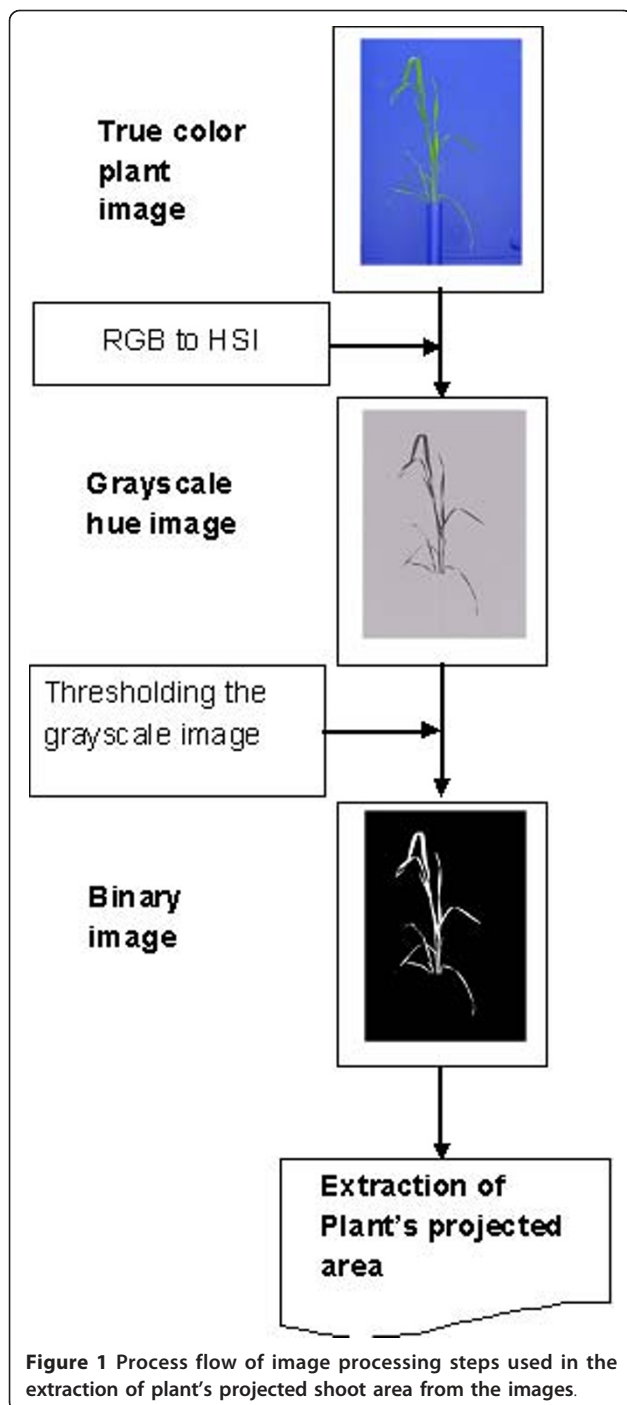 True color
plant
image
RGB to HSI
Grayscale
hue image
Thresholding the
grayscale image
Binary
image
Extraction of
Plant's projected
area
Figure 1 Process flow of image processing steps used in the
extraction of plant's projected shoot area from the images.